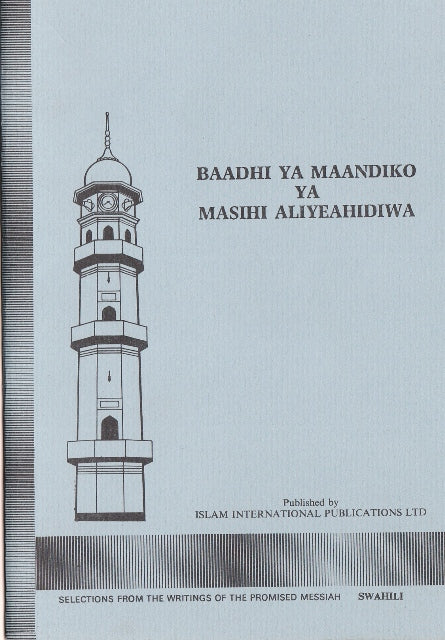 BAADHI YA MAANDIKO
YA
MASIHI ALIYEAHIDIWA
Published by
ISLAM INTERNATIONAL PUBLICATIONS LTD
SELECTIONS FROM THE WRITINGS OF THE PROMISED MESSIAH SWAHILI